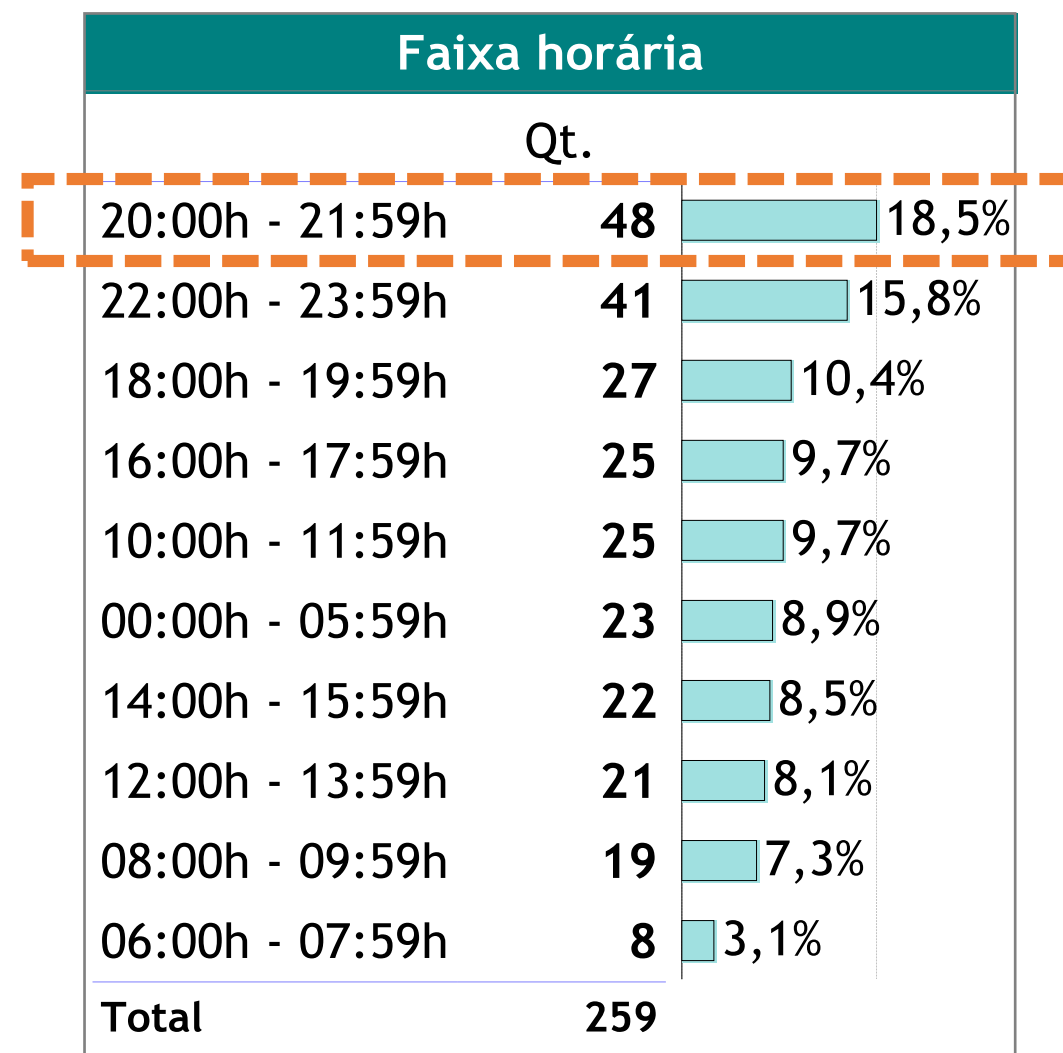 Faixa horária
Qt.
20:00h - 21:59h 48 18,5%
22:00h - 23:59h 41 15,8%
18:00h - 19:59h 27 10,4%
16:00h - 17:59h 25 9,7%
10:00h - 11:59h 25 9,7%
00:00h - 05:59h 23 8,9%
14:00h - 15:59h 22 8,5%
12:00h - 13:59h 21 8,1%
08:00h - 09:59h 19 7,3%
06:00h - 07:59h 8 3,1%
Total 259